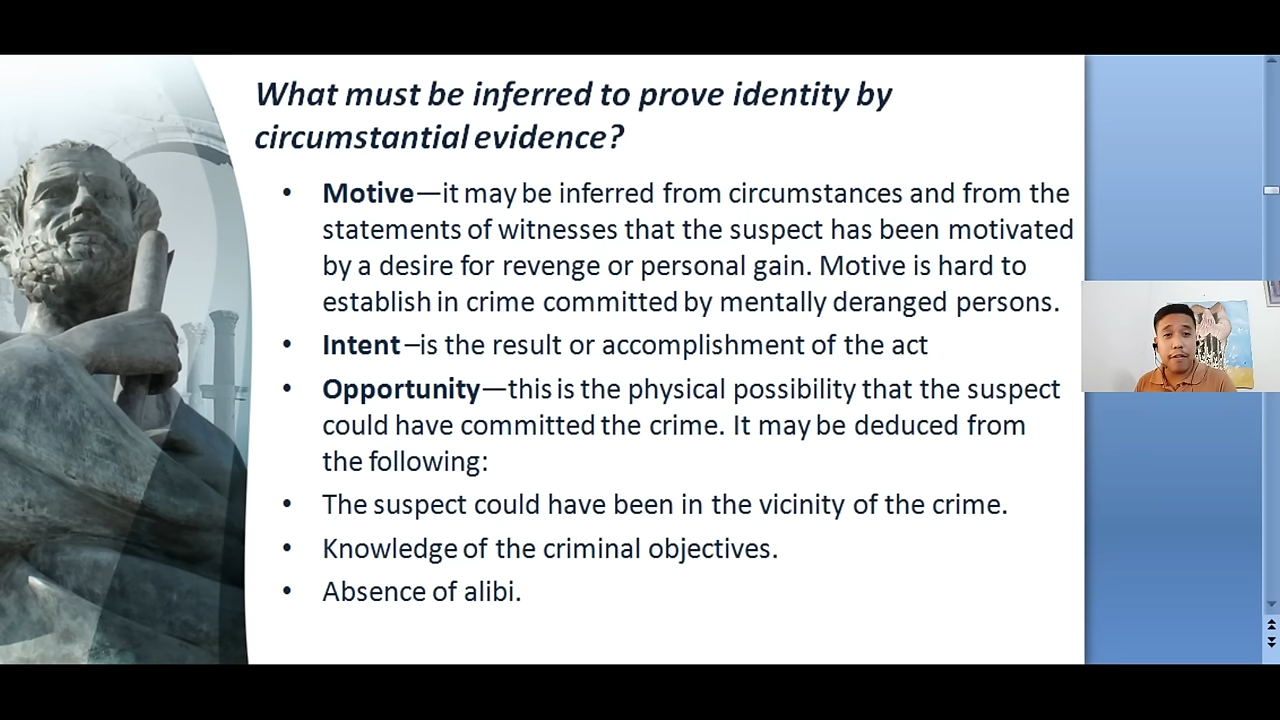 What must be inferred to prove identity by
circumstantial evidence?
• Motive—it may be inferred from circumstances and from the
statements of witnesses that the suspect has been motivated
by a desire for revenge or personal gain. Motive is hard to
establish in crime committed by mentally deranged persons.
• Intent –is the result or accomplishment of the act
• Opportunity—this is the physical possibility that the suspect
could have committed the crime. It may be deduced from
the following:
• The suspect could have been in the vicinity of the crime.
• Knowledge of the criminal objectives.
• Absence of alibi.